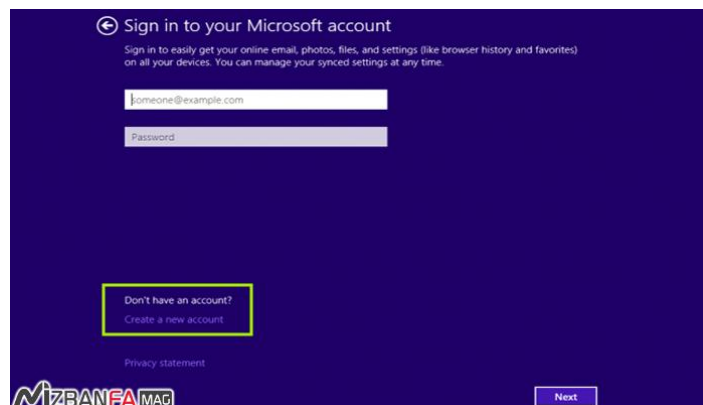 Sign in to your Microsoft account
Sign in to easily get your online email, photos, files, and settings (like browser history and favorites)
on all your devices. You can manage your synced settings at any time.
someone@example.com
Password
Don't have an account?
Create a new account
Privacy statement
MIZBANFA MAG
Next